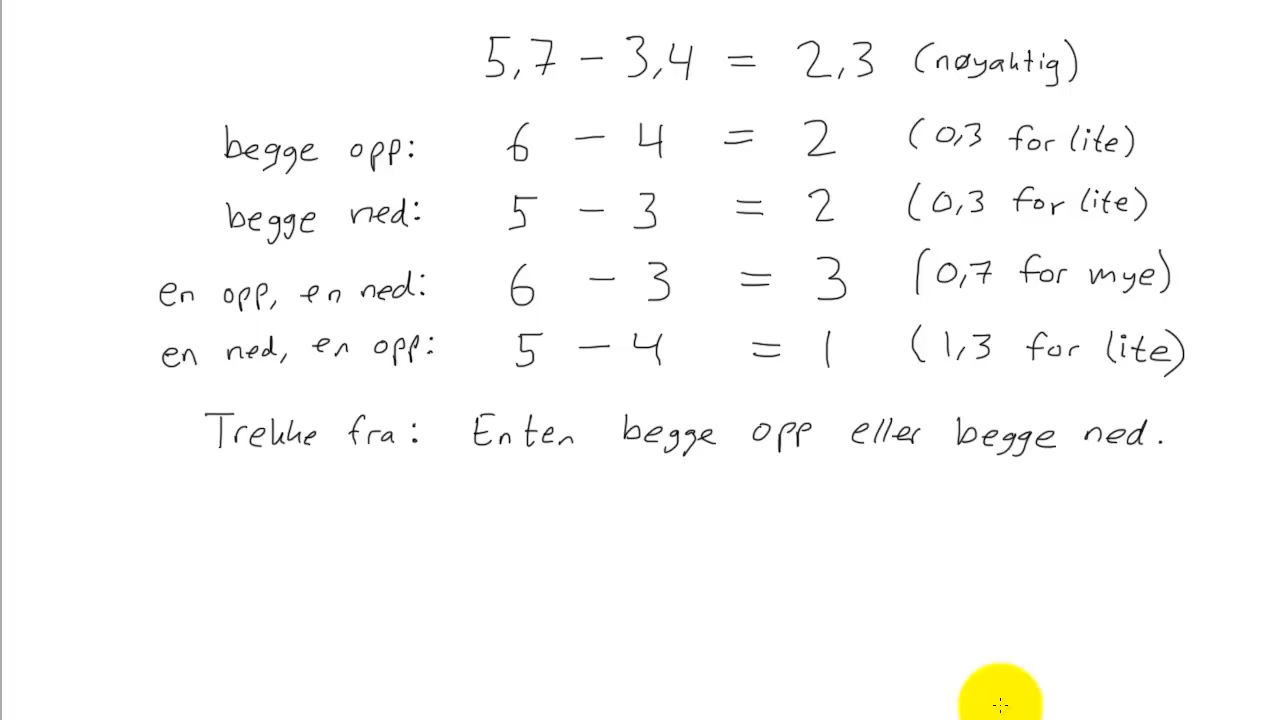 5,7 - 3,4 = 2,3 (nøyaktig)
begge opp: 6 - 4 = 2 (0,3 for lite)
begge ned: 5 - 3 = 2 (0,3 for lite)
en opp, en ned: 6 - 3 = 3 (0,7 for mye)
en ned, en opp: 5 - 4 = 1 (1,3 for lite)
Trekke fra: Enten begge opp eller begge ned.